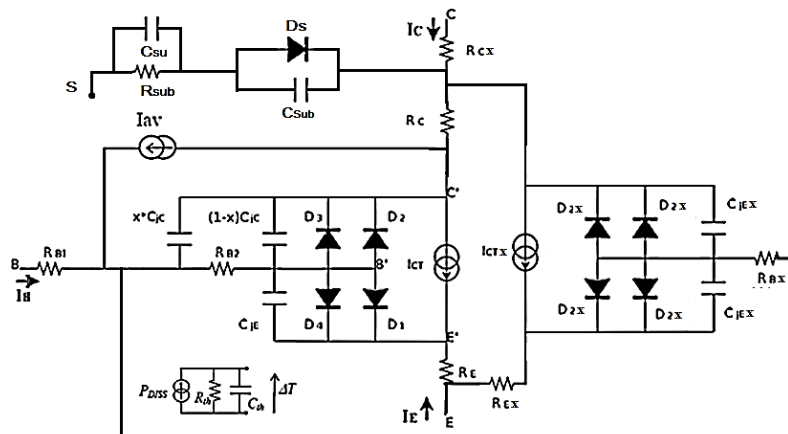 C
Ic
Rcx
Csu
Ds
S
Rsub
CSub
Iav
Rc
C'
x*CjC
(1-x)CjC
D3
D2
D2x
D2x
CjEx
B
RB1
RB2
B'
ICT
ICTx
RBx
IB
CjE
D4
D1
D2x
D2x
CjEx
E'
RE
PDISS
Rth
Cth
ΔT
REx
IE
E